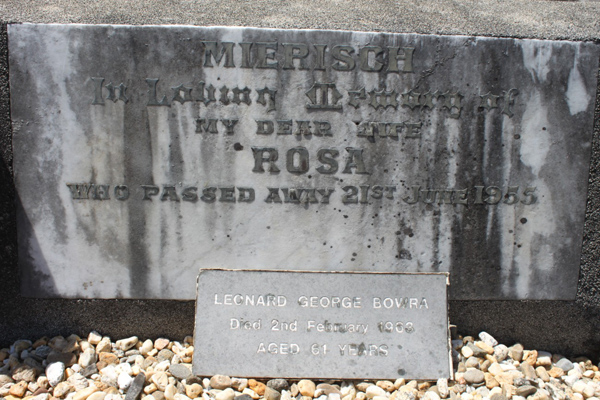 MIERISCH
In Loving Memory of
MY DEAR WIFE
ROSA
WHO PASSED AWAY 21ST JUNE 1955
LEONARD GEORGE BOWRA
Died 2nd February
AGED 61 YEARS